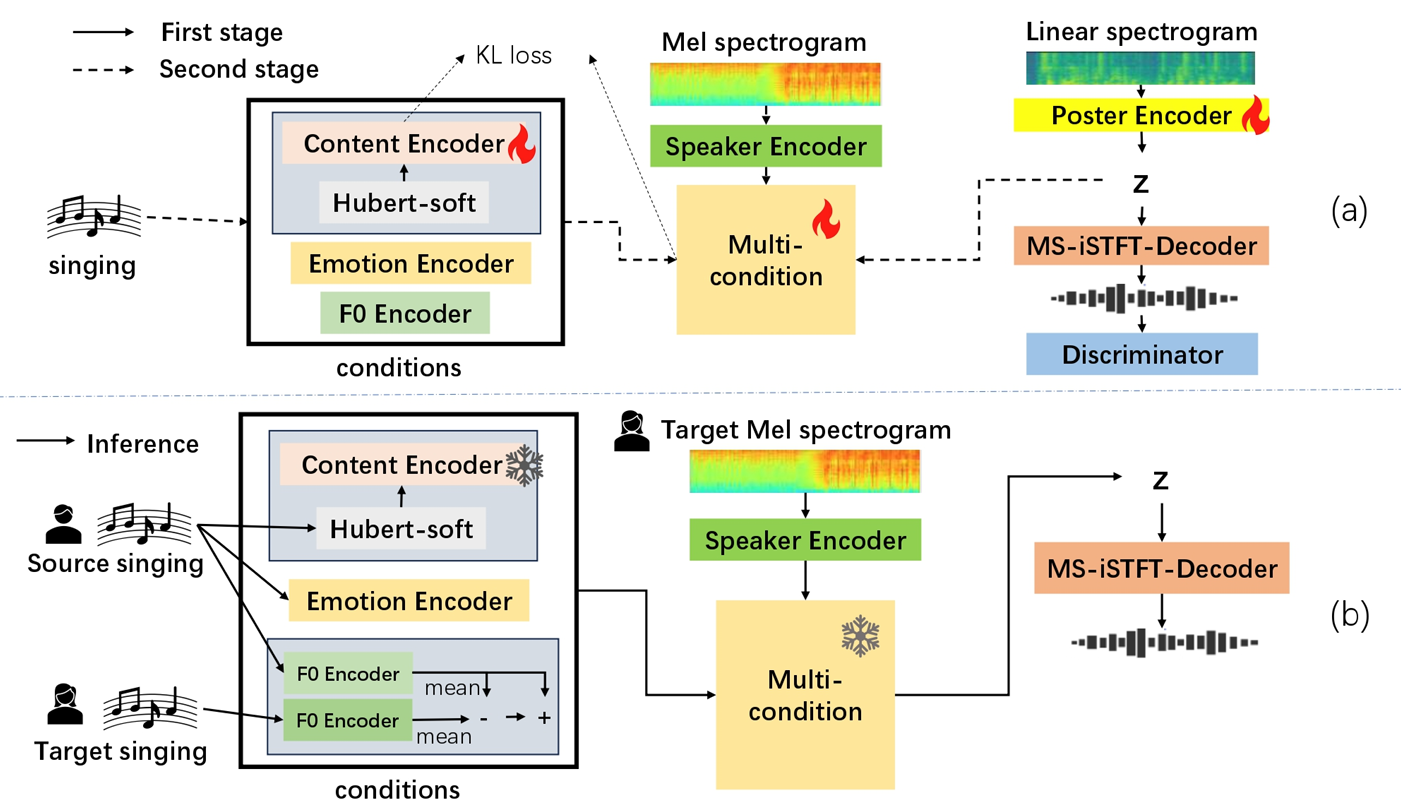 First stage
Second stage
KL loss
Mel spectrogram
Linear spectrogram
Content Encoder
Hubert-soft
Emotion Encoder
F0 Encoder
conditions
singing
Speaker Encoder
Multi-
condition
Poster Encoder
z
MS-iSTFT-Decoder
Discriminator
(a)
Inference
Source singing
Target singing
Content Encoder
Hubert-soft
Emotion Encoder
F0 Encoder
mean
F0 Encoder
- +
mean
conditions
Target Mel spectrogram
Speaker Encoder
Multi-
condition
z
MS-iSTFT-Decoder
(b)